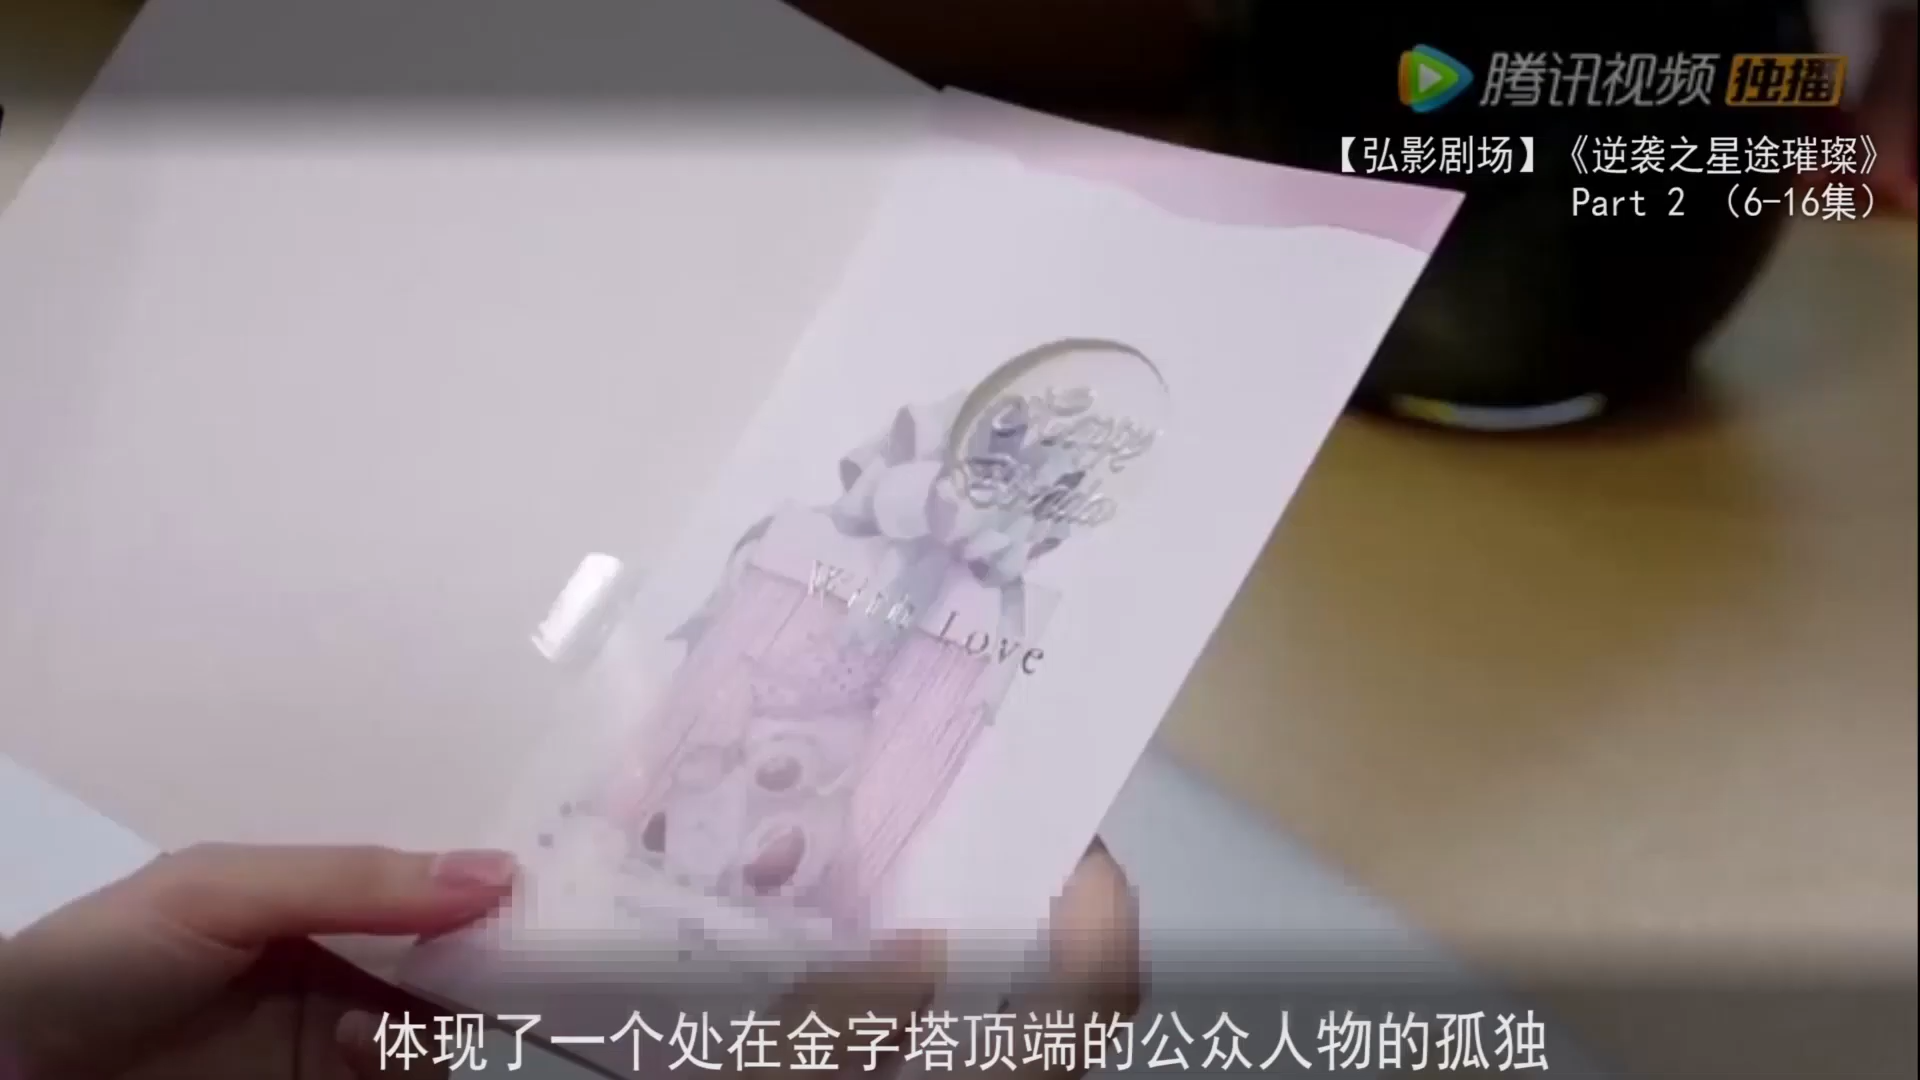 腾讯视频 独播
【弘影剧场】《逆袭之星途璀璨》
Part 2 （6-16集）
Happy
With Love
体现了一个处在金字塔顶端的公众人物的孤独